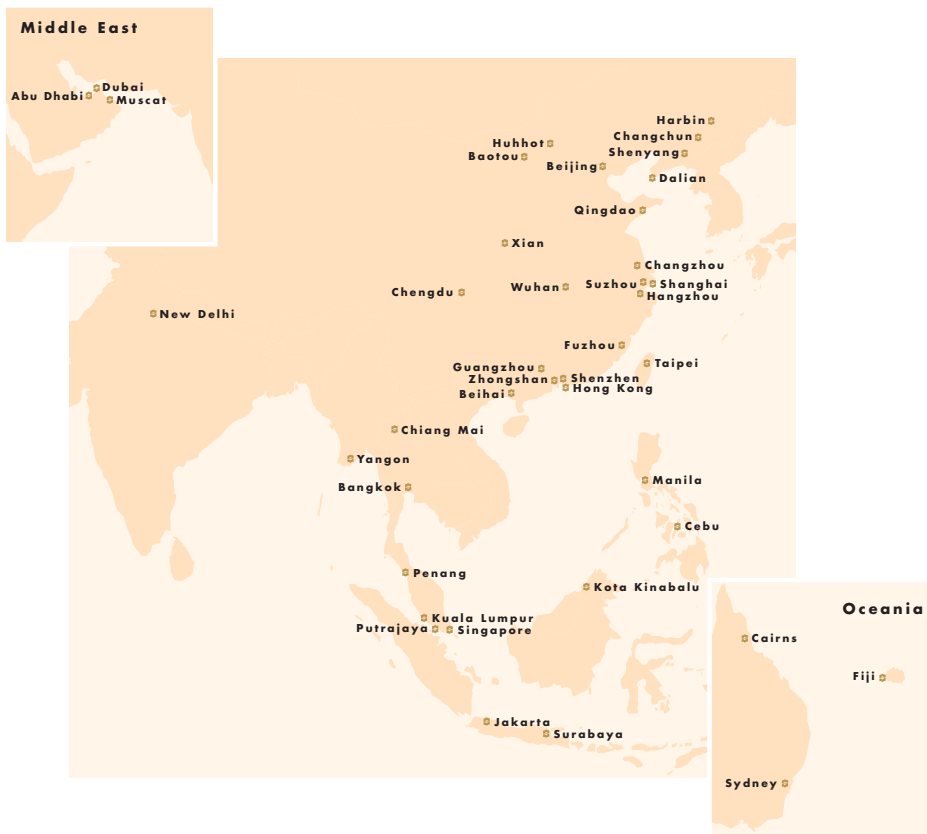 Middle East
Dubai
Abu Dhabi
Muscat
Harbin
Changchun
Huhhot
Shenyang
Baotou
Beijing
Dalian
Qingdao
Xian
Changzhou
Suzhou
Shanghai
Wuhan
Chengdu
Hangzhou
New Delhi
Fuzhou
Taipei
Guangzhou
Zhongshan
Shenzhen
Hong Kong
Beihai
Chiang Mai
Yangon
Manila
Bangkok
Cebu
Penang
Kota Kinabalu
Kuala Lumpur
Putrajaya
Singapore
Jakarta
Surabaya
Oceania
Cairns
Fiji
Sydney